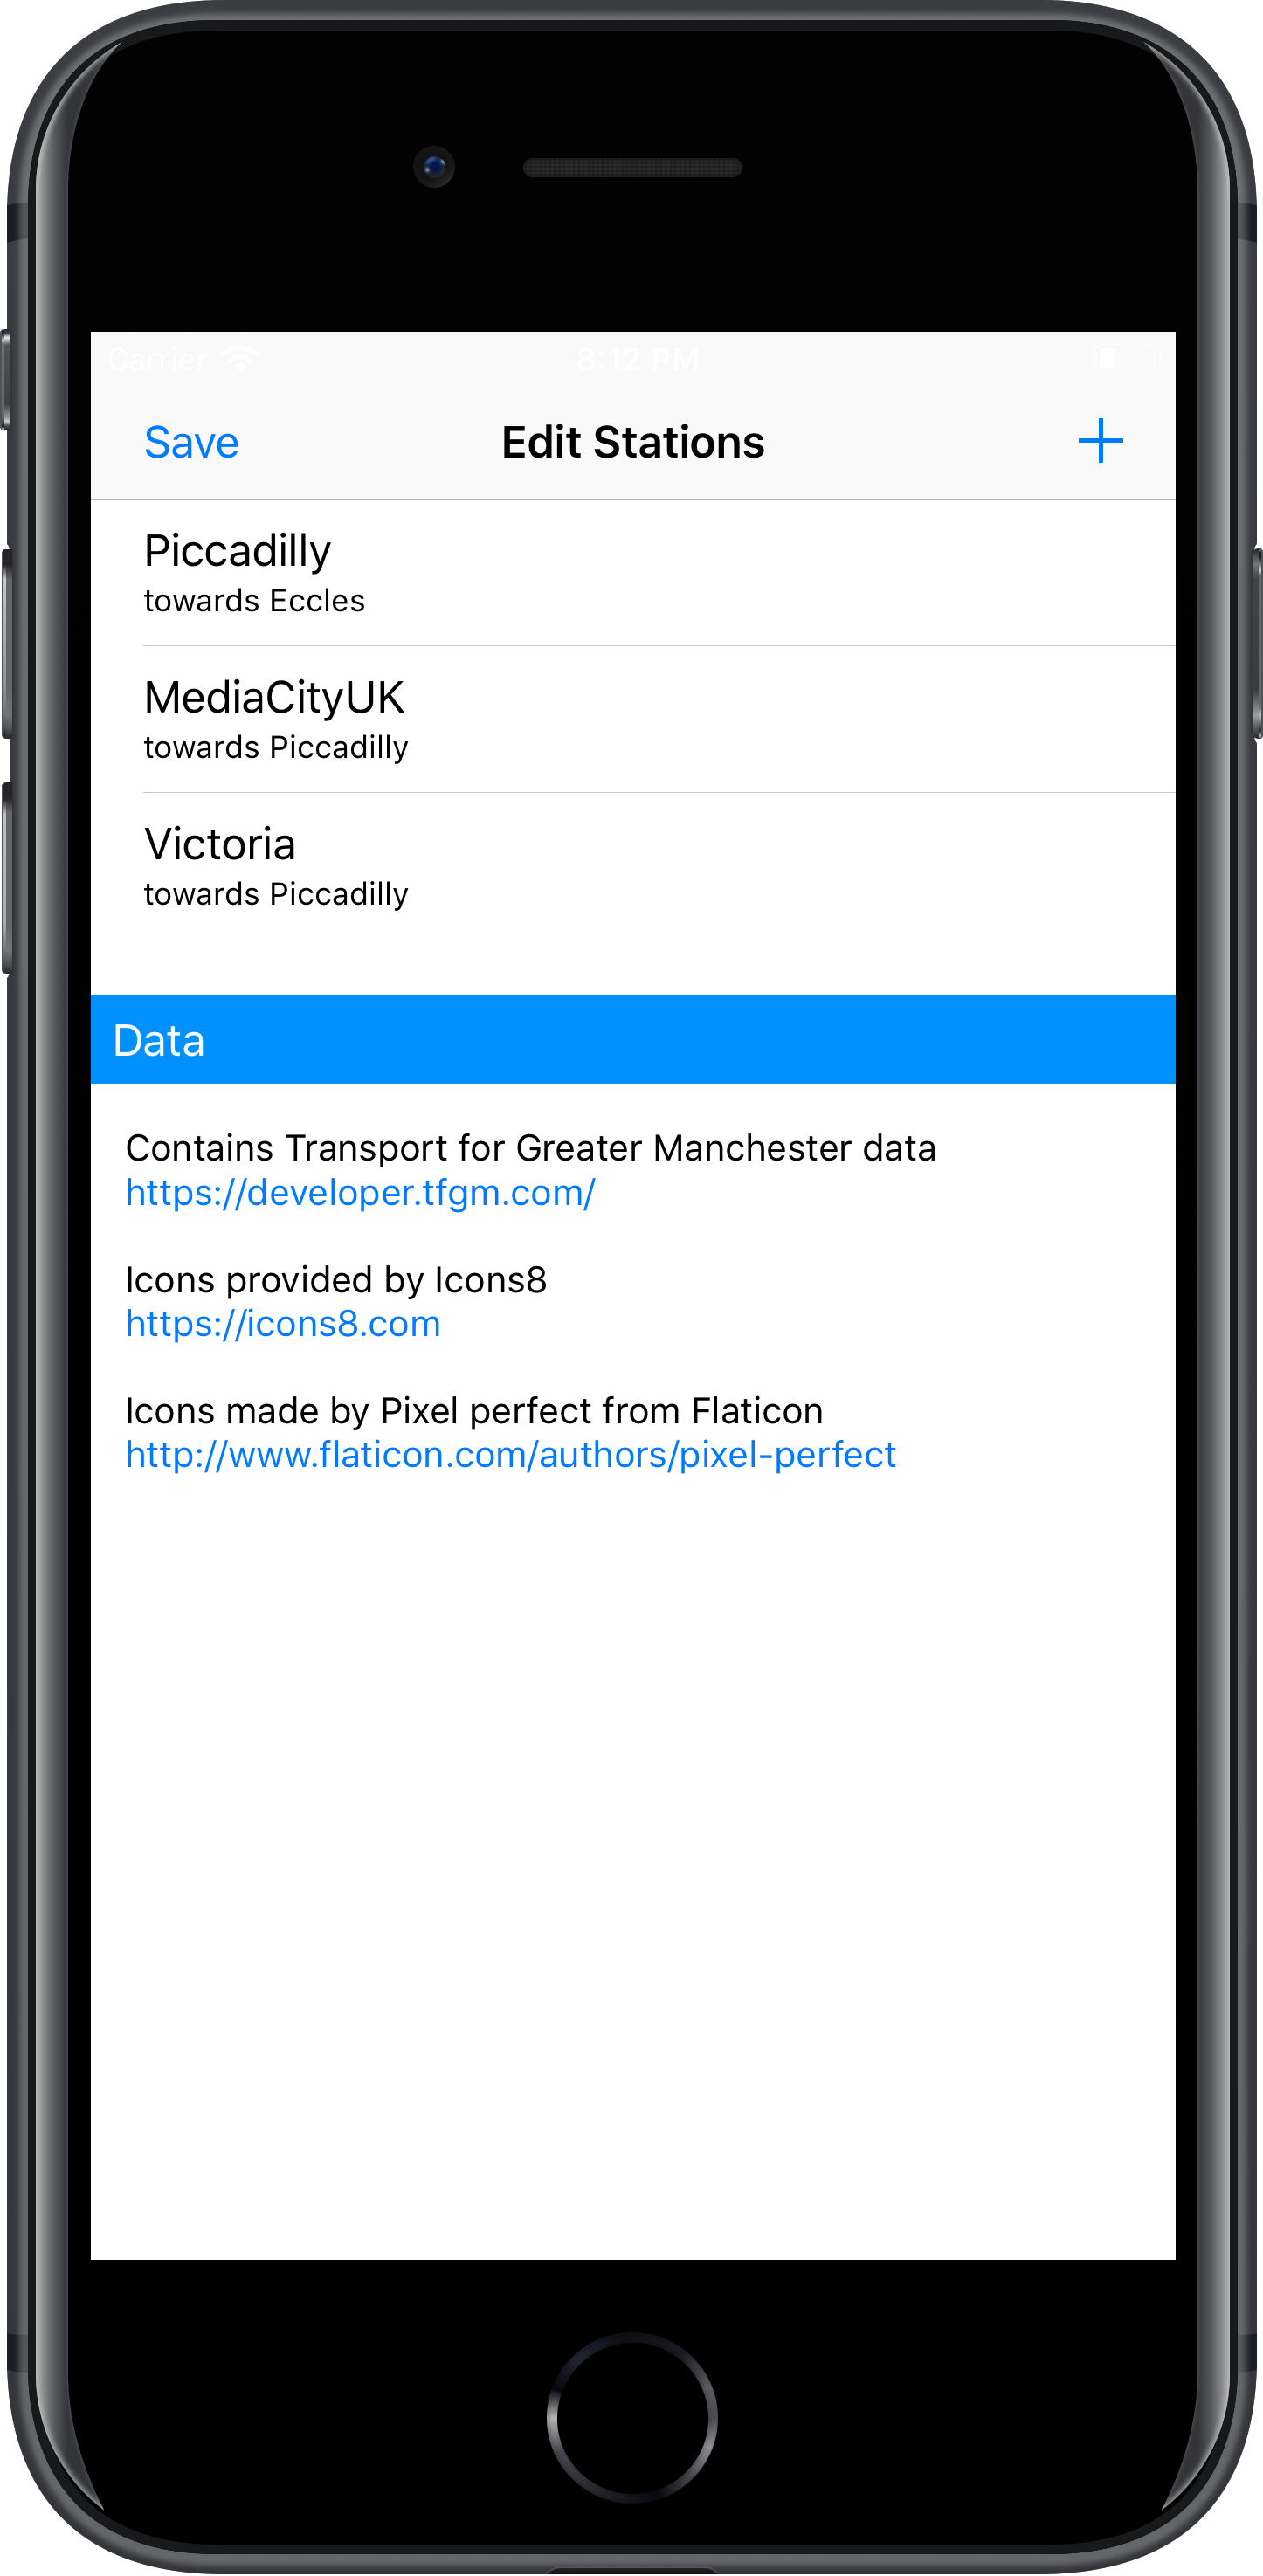 Carrier 8:12 PM
Save Edit Stations +
Piccadilly
towards Eccles
MediaCityUK
towards Piccadilly
Victoria
towards Piccadilly
Data
Contains Transport for Greater Manchester data
https://developer.tfgm.com/
Icons provided by Icons8
https://icons8.com
Icons made by Pixel perfect from Flaticon
http://www.flaticon.com/authors/pixel-perfect